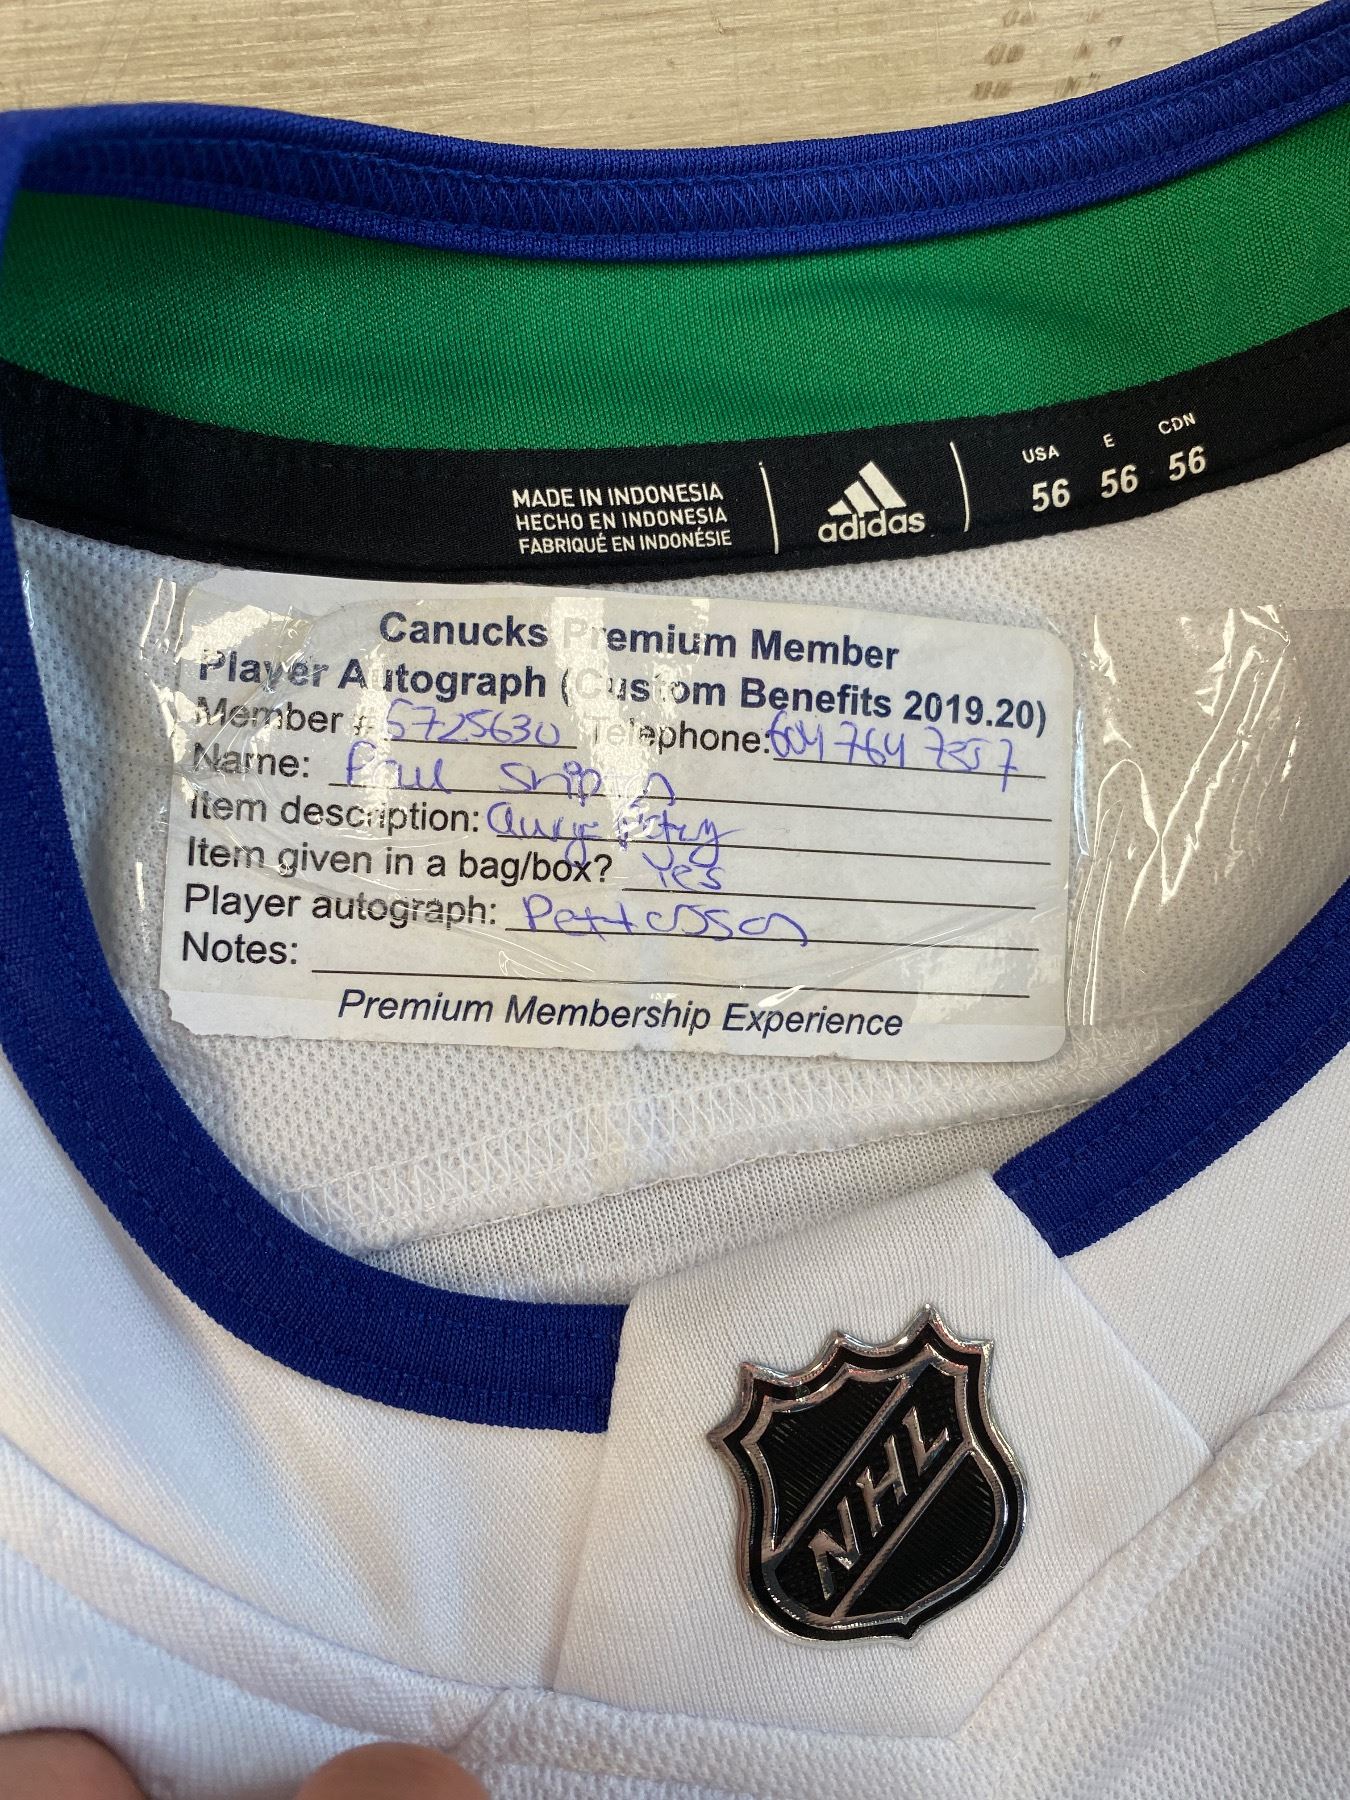 USA E CDN
56 56 56
MADE IN INDONESIA
HECHO EN INDONESIA
FABRIQUÉ EN INDONÉSIE
adidas
Canucks Premium Member
Player Autograph (Custom Benefits 2019.20)
Member # 5725630 Telephone: 604 764 7357
Name: Paul
Item description:
Item given in a bag/box? Yes
Player autograph: Pettersson
Notes:
Premium Membership Experience
NHL